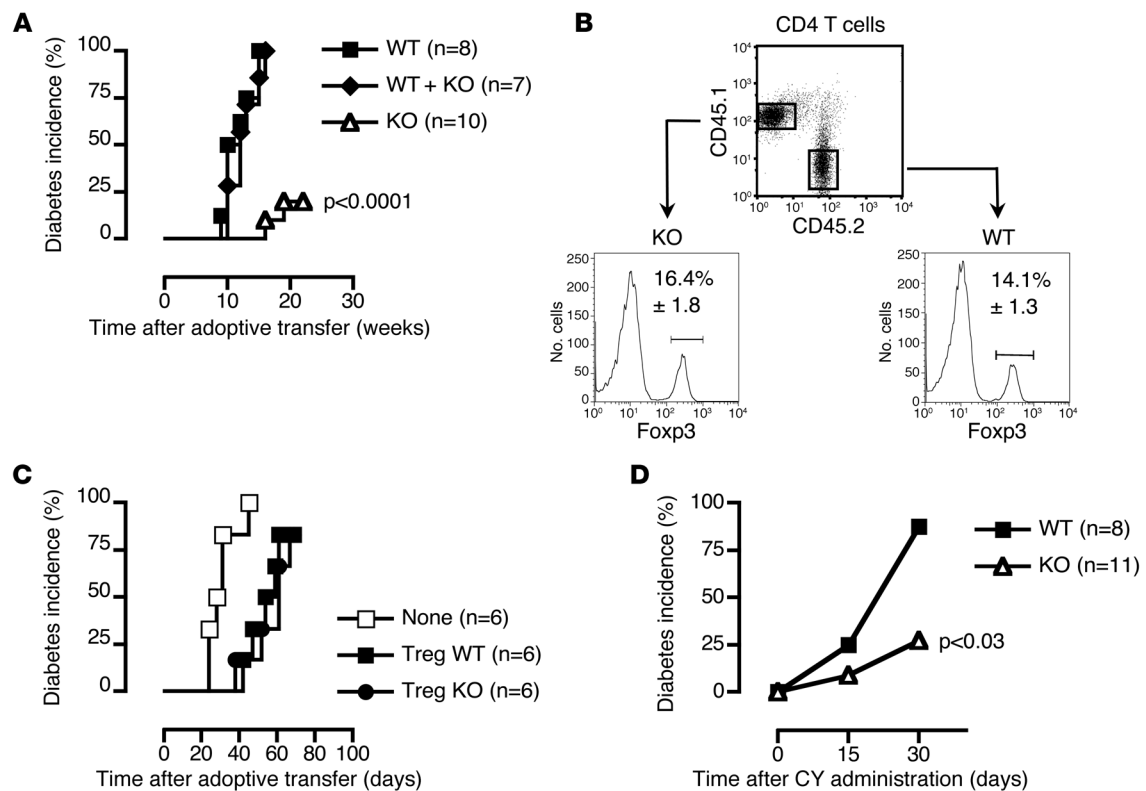 A
Diabetes incidence (%)
100
75
50
25
0
WT (n=8)
WT + KO (n=7)
KO (n=10)
p<0.0001
0 10 20 30
Time after adoptive transfer (weeks)
B
CD4 T cells
CD45.1
10⁴
10³
10²
10¹
10⁰
10⁰ 10¹ 10² 10³ 10⁴
CD45.2
KO
No. cells
250
200
150
100
50
0
16.4%
± 1.8
10⁰ 10¹ 10² 10³ 10⁴
Foxp3
WT
No. cells
250
200
150
100
50
0
14.1%
± 1.3
10⁰ 10¹ 10² 10³ 10⁴
Foxp3
C
Diabetes incidence (%)
100
75
50
25
0
None (n=6)
Treg WT (n=6)
Treg KO (n=6)
0 20 40 60 80 100
Time after adoptive transfer (days)
D
Diabetes incidence (%)
100
75
50
25
0
WT (n=8)
KO (n=11)
p<0.03
0 15 30
Time after CY administration (days)